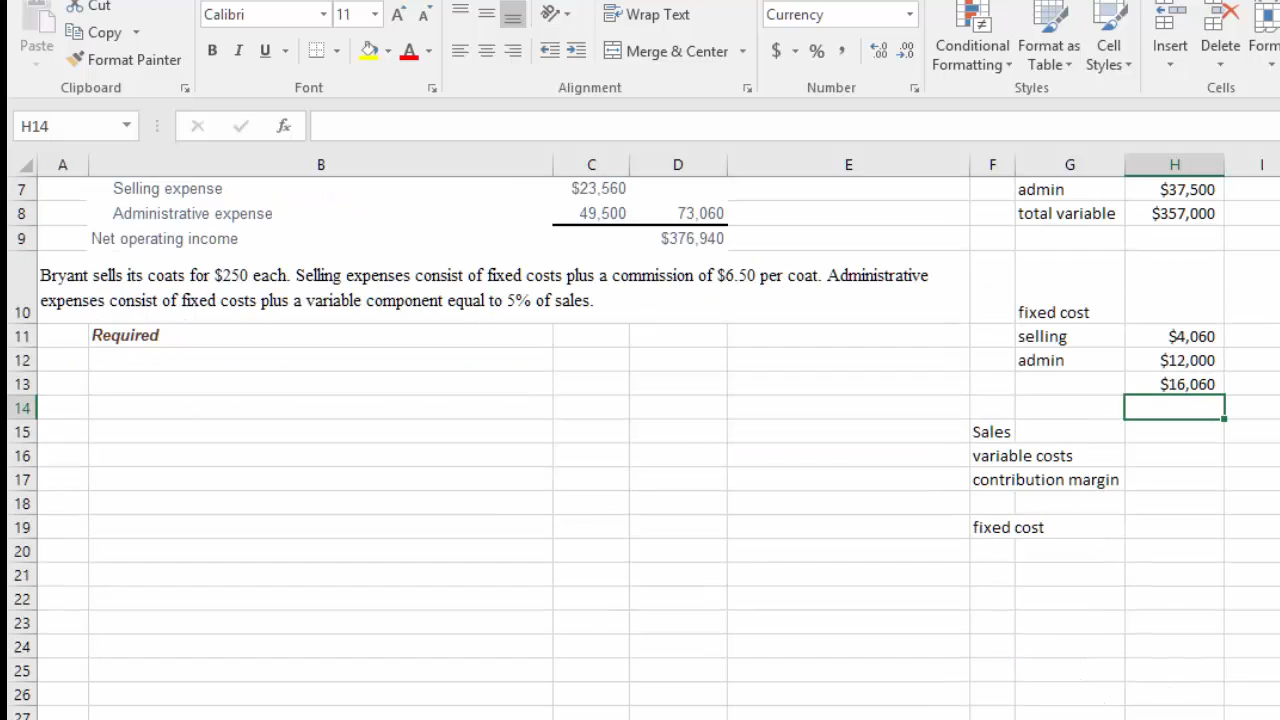 Cut
Calibri 11 A A Wrap Text Currency
Paste Copy
Format Painter B I U A Merge & Center $ % , .00 Conditional Formatting Format as Table Cell Styles Insert Delete
Clipboard Font Alignment Number Styles Cells
H14 fx
A B C D E F G H I
7 Selling expense $23,560 admin $37,500
8 Administrative expense 49,500 73,060 total variable $357,000
9 Net operating income $376,940
Bryant sells its coats for $250 each. Selling expenses consist of fixed costs plus a commission of $6.50 per coat. Administrative
10 expenses consist of fixed costs plus a variable component equal to 5% of sales. fixed cost
11 Required selling $4,060
12 admin $12,000
13 $16,060
14
15 Sales
16 variable costs
17 contribution margin
18
19 fixed cost
20
21
22
23
24
25
26
27